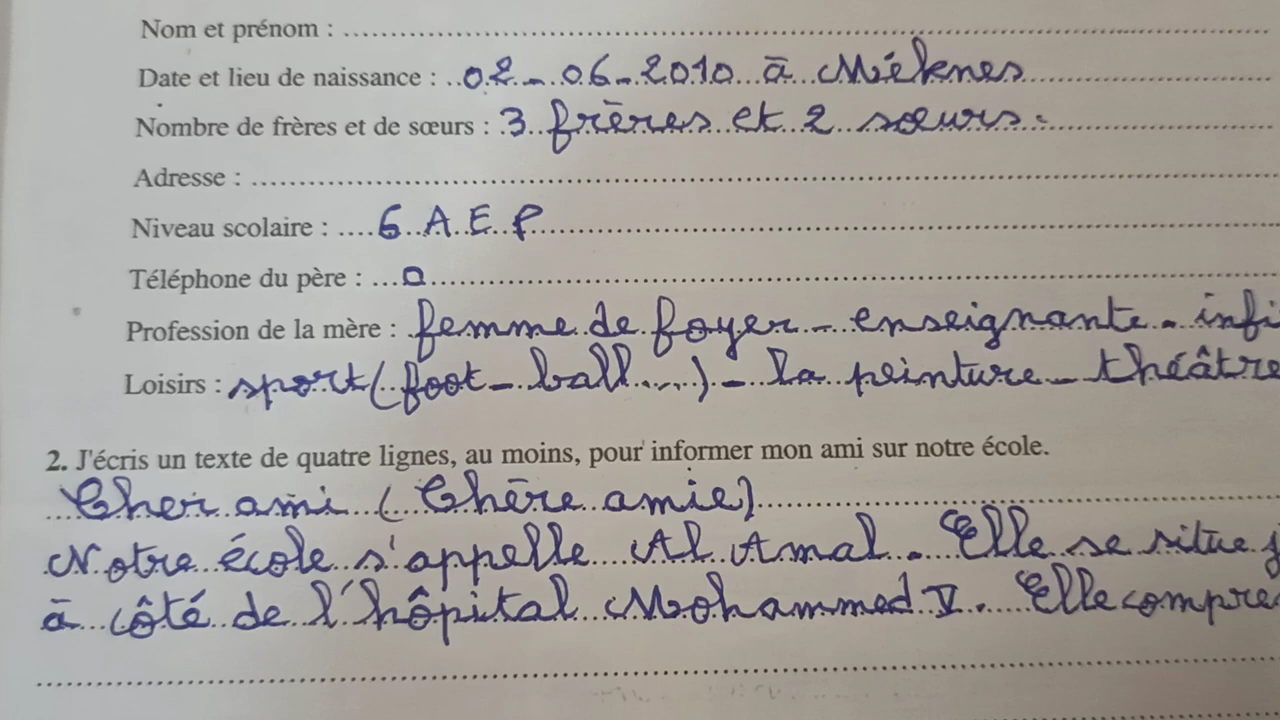 Nom et prénom :
Date et lieu de naissance : 02-06-2010 à Méknes
Nombre de frères et de sœurs : 3 frères et 2 sœurs.
Adresse :
Niveau scolaire : 6 A.E.P
Téléphone du père : 0
Profession de la mère : femme de foyer - enseignante - infi
Loisirs : sport (foot-ball....) - la peinture - théâtre
2. J'écris un texte de quatre lignes, au moins, pour informer mon ami sur notre école.
Cher ami (Chère amie)
Notre école s'appelle Al Amal. Elle se situe
à côté de l'hôpital Mohammed V. Elle compre